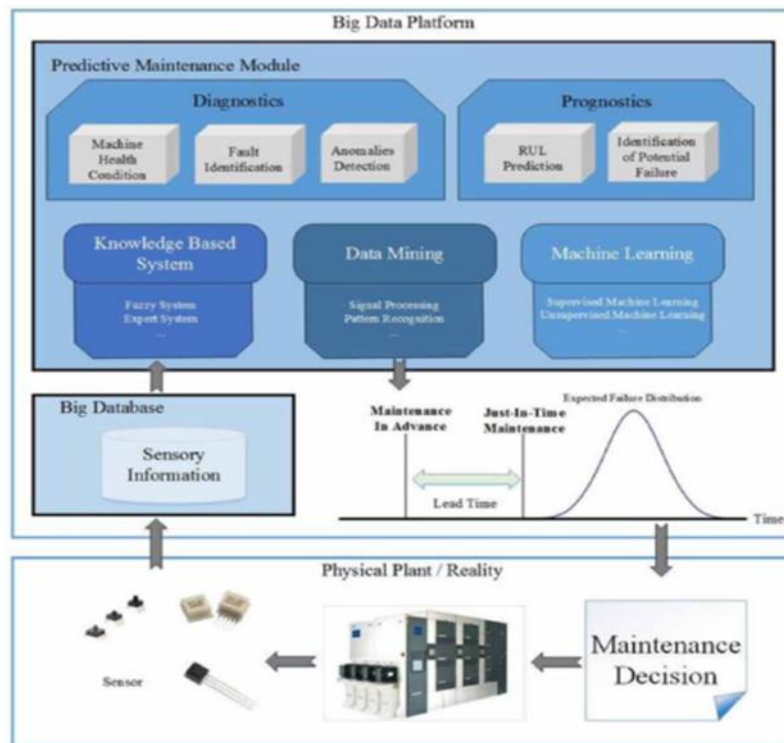 Big Data Platform
Predictive Maintenance Module
Diagnostics
Machine
Health
Condition
Fault
Identification
Anomalies
Detection
Prognostics
RUL
Prediction
Identification
of Potential
Failure
Knowledge Based
System
Fuzzy System
Expert System
...
Data Mining
Signal Processing
Pattern Recognition
...
Machine Learning
Supervised Machine Learning
Unsupervised Machine Learning
...
Big Database
Sensory
Information
Maintenance
In Advance
Just-In-Time
Maintenance
Expected Failure Distribution
Lead Time
Time
Physical Plant / Reality
Sensor
Maintenance
Decision